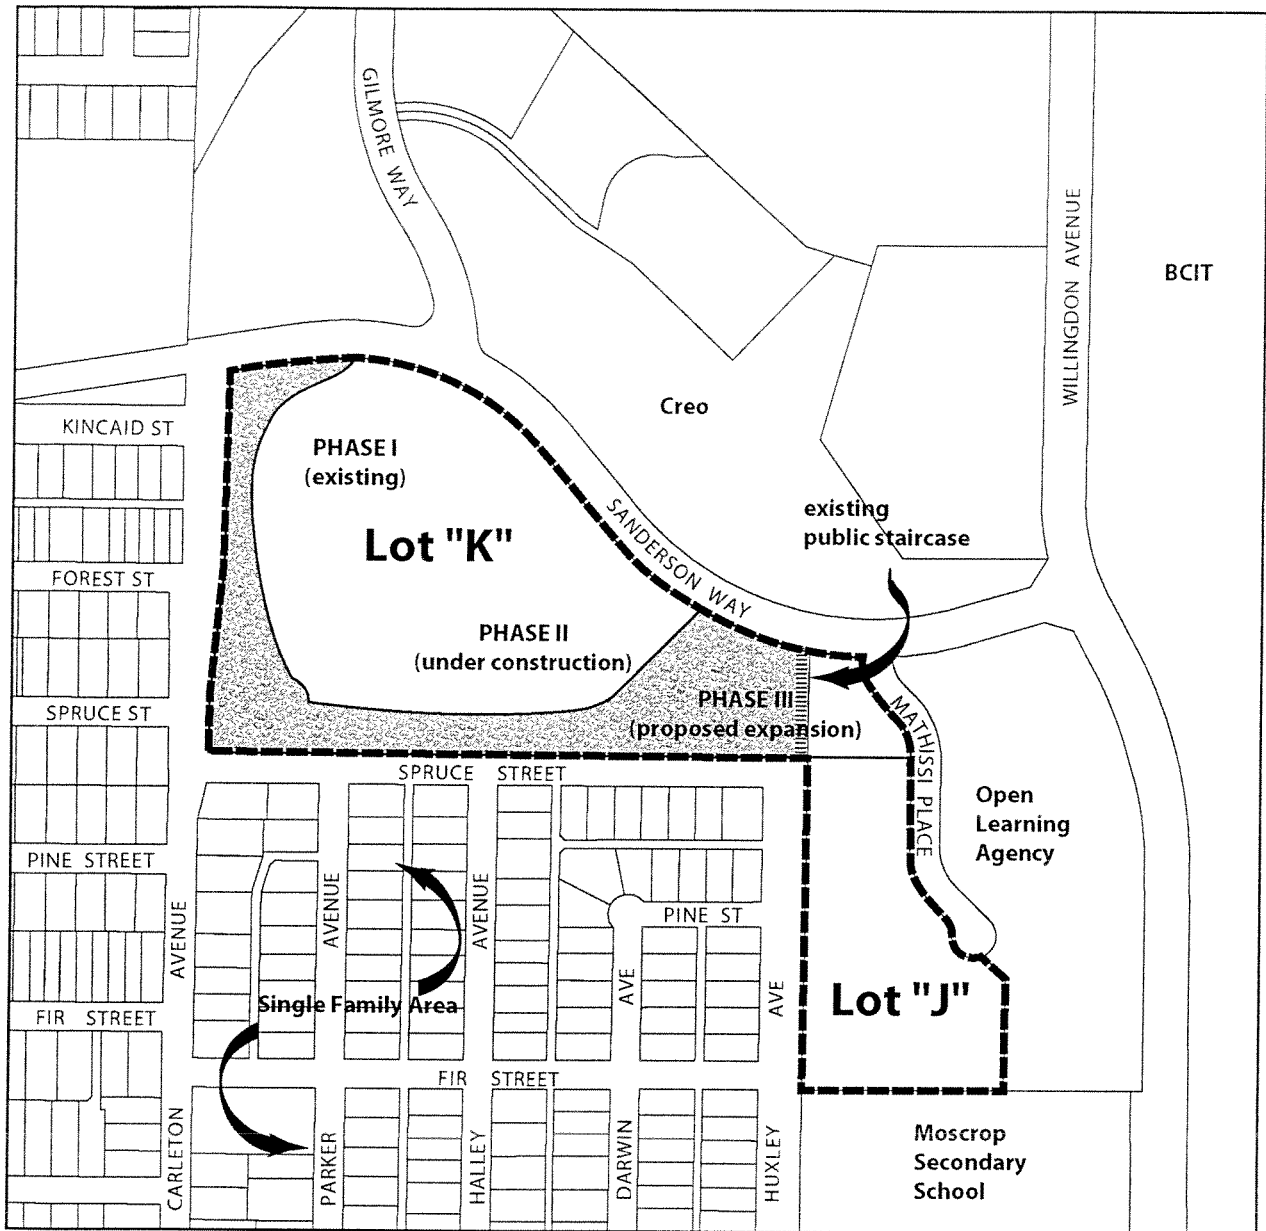 GILMORE WAY
WILLINGDON AVENUE
BCIT
Creo
KINCAID ST
PHASE I
(existing)
Lot "K"
existing
public staircase
SANDERSON WAY
FOREST ST
PHASE II
(under construction)
PHASE III
(proposed expansion)
MATHISSI PLACE
SPRUCE ST
SPRUCE STREET
Open
Learning
Agency
PINE STREET
AVENUE
AVENUE
AVENUE
PINE ST
AVE
AVE
Single Family Area
Lot "J"
FIR STREET
FIR STREET
CARLETON
PARKER
HALLEY
DARWIN
HUXLEY
Moscrop
Secondary
School